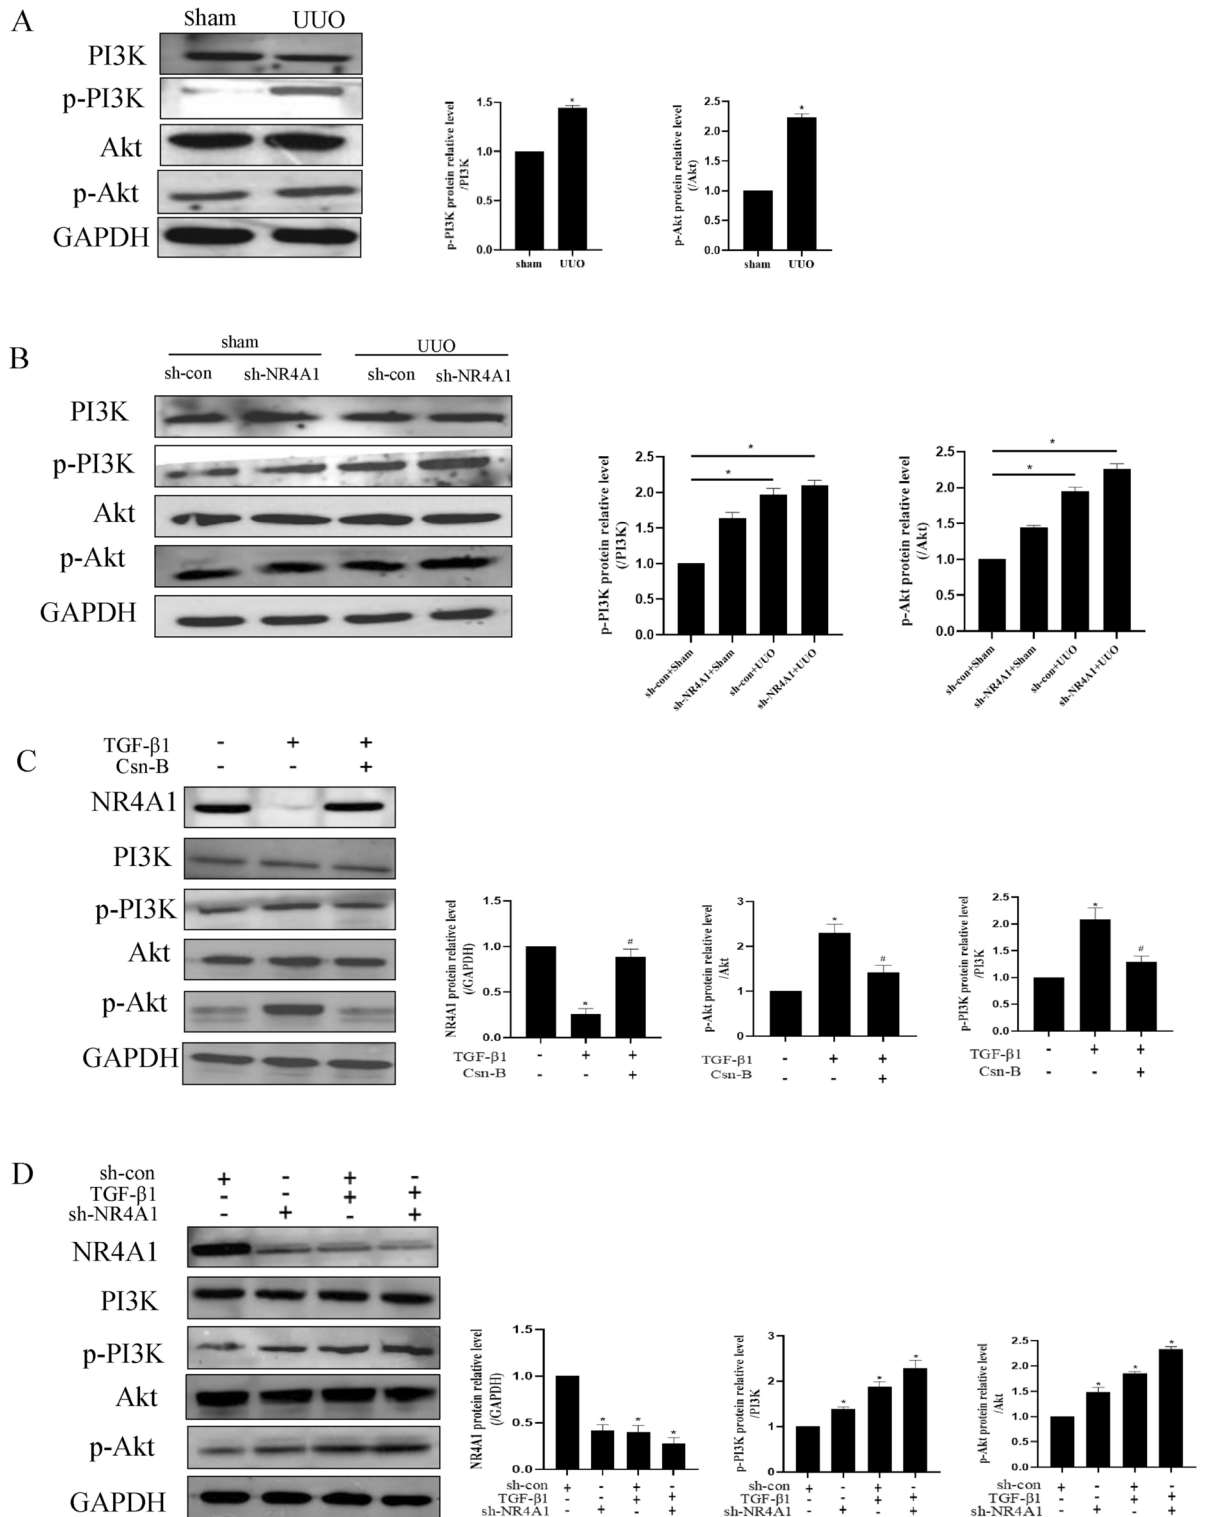 A
Sham UUO
PI3K
p-PI3K
Akt
p-Akt
GAPDH
p-PI3K protein relative level
/PI3K
1.5
1.0
0.5
0.0
*
sham UUO
p-Akt protein relative level
(/Akt)
2.5
2.0
1.5
1.0
0.5
0.0
*
sham UUO
B
sham UUO
sh-con sh-NR4A1 sh-con sh-NR4A1
PI3K
p-PI3K
Akt
p-Akt
GAPDH
p-PI3K protein relative level
(/PI3K)
2.5
2.0
1.5
1.0
0.5
0.0
*
*
sh-con+Sham
sh-NR4A1+Sham
sh-con+UUO
sh-NR4A1+UUO
p-Akt protein relative level
(/Akt)
2.5
2.0
1.5
1.0
0.5
0.0
*
*
sh-con+Sham
sh-NR4A1+Sham
sh-con+UUO
sh-NR4A1+UUO
C
TGF-β1 - + +
Csn-B - - +
NR4A1
PI3K
p-PI3K
Akt
p-Akt
GAPDH
NR4A1 protein relative level
(/GAPDH)
1.5
1.0
0.5
0.0
* #
TGF-β1 - + +
Csn-B - - +
p-Akt protein relative level
/Akt
3
2
1
0
* #
TGF-β1 - + +
Csn-B - - +
p-PI3K protein relative level
/PI3K
2.5
2.0
1.5
1.0
0.5
0.0
* #
TGF-β1 - + +
Csn-B - - +
D
sh-con + - + -
TGF-β1 - - + +
sh-NR4A1 - + - +
NR4A1
PI3K
p-PI3K
Akt
p-Akt
GAPDH
NR4A1 protein relative level
(/GAPDH)
1.5
1.0
0.5
0.0
* * *
sh-con + - + -
TGF-β1 - - + +
sh-NR4A1 - + - +
p-PI3K protein relative level
/PI3K
3
2
1
0
* * *
sh-con + - + -
TGF-β1 - - + +
sh-NR4A1 - + - +
p-Akt protein relative level
/Akt
2.5
2.0
1.5
1.0
0.5
0.0
* * *
sh-con + - + -
TGF-β1 - - + +
sh-NR4A1 - + - +